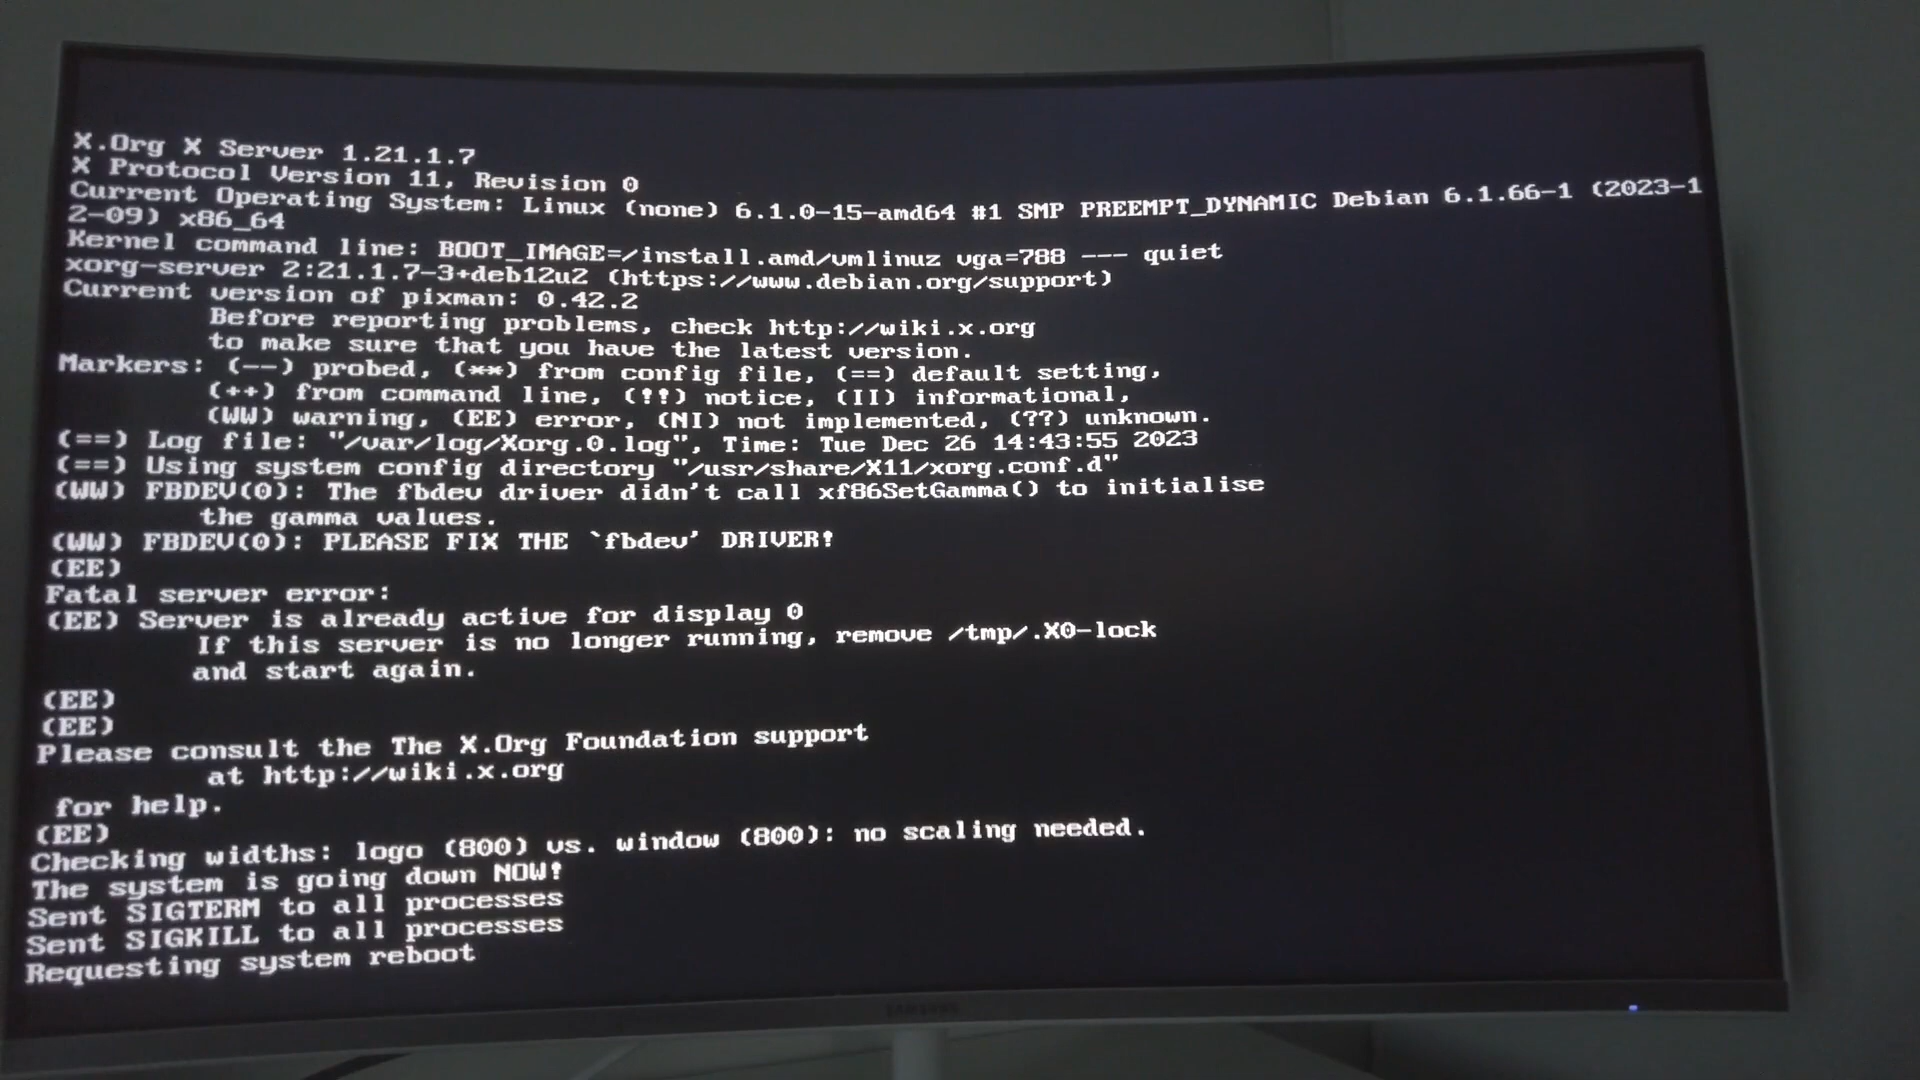 X.Org X Server 1.21.1.7
X Protocol Version 11, Revision 0
Current Operating System: Linux (none) 6.1.0-15-amd64 #1 SMP PREEMPT_DYNAMIC Debian 6.1.66-1 (2023-1
2-09) x86_64
Kernel command line: BOOT_IMAGE=/install.amd/vmlinuz vga=788 --- quiet
xorg-server 2:21.1.7-3+deb12u2 (https://www.debian.org/support)
Current version of pixman: 0.42.2
Before reporting problems, check http://wiki.x.org
to make sure that you have the latest version.
Markers: (--) probed, (**) from config file, (==) default setting,
(++) from command line, (!!) notice, (II) informational,
(WW) warning, (EE) error, (NI) not implemented, (??) unknown.
(==) Log file: "/var/log/Xorg.0.log", Time: Tue Dec 26 14:43:55 2023
(==) Using system config directory "/usr/share/X11/xorg.conf.d"
(WW) FBDEV(0): The fbdev driver didn't call xf86SetGamma() to initialise
the gamma values.
(WW) FBDEV(0): PLEASE FIX THE `fbdev' DRIVER!
(EE)
Fatal server error:
(EE) Server is already active for display 0
If this server is no longer running, remove /tmp/.X0-lock
and start again.
(EE)
(EE)
Please consult the The X.Org Foundation support
at http://wiki.x.org
for help.
(EE)
Checking widths: logo (800) vs. window (800): no scaling needed.
The system is going down NOW!
Sent SIGTERM to all processes
Sent SIGKILL to all processes
Requesting system reboot
SAMSUNG